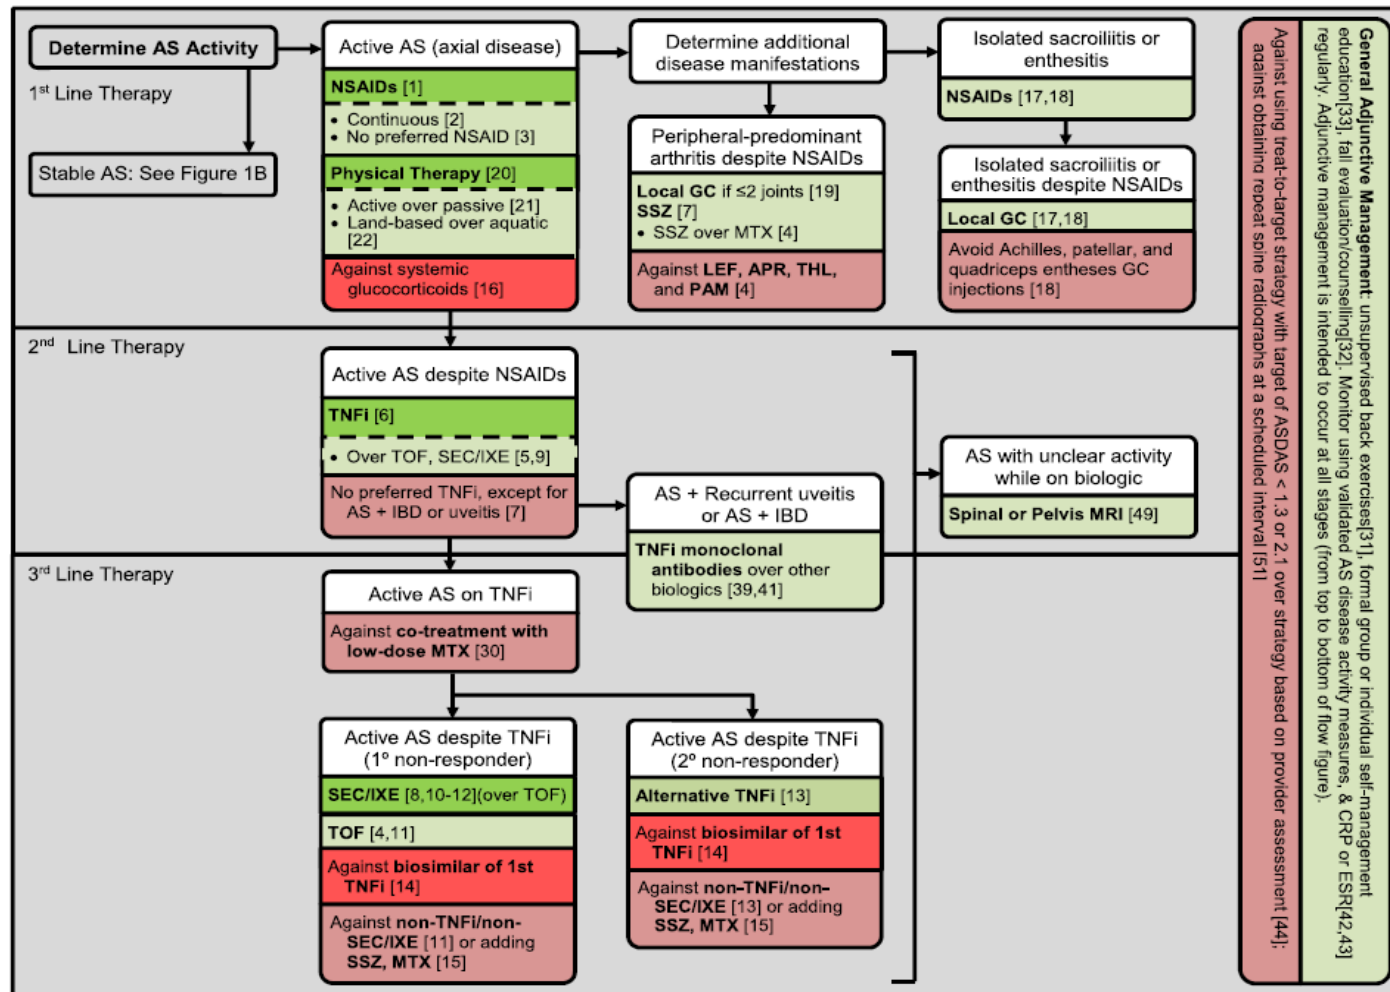 Determine AS Activity
1st Line Therapy
Stable AS: See Figure 1B
Active AS (axial disease)
NSAIDs [1]
• Continuous [2]
• No preferred NSAID [3]
Physical Therapy [20]
• Active over passive [21]
• Land-based over aquatic
[22]
Against systemic
glucocorticoids [16]
Determine additional
disease manifestations
Peripheral-predominant
arthritis despite NSAIDs
Local GC if ≤2 joints [19]
SSZ [7]
• SSZ over MTX [4]
Against LEF, APR, THL,
and PAM [4]
Isolated sacroiliitis or
enthesitis
NSAIDs [17,18]
Isolated sacroiliitis or
enthesitis despite NSAIDs
Local GC [17,18]
Avoid Achilles, patellar, and
quadriceps entheses GC
injections [18]
2nd Line Therapy
Active AS despite NSAIDs
TNFi [6]
• Over TOF, SEC/IXE [5,9]
No preferred TNFi, except for
AS + IBD or uveitis [7]
AS + Recurrent uveitis
or AS + IBD
TNFi monoclonal
antibodies over other
biologics [39,41]
AS with unclear activity
while on biologic
Spinal or Pelvis MRI [49]
3rd Line Therapy
Active AS on TNFi
Against co-treatment with
low-dose MTX [30]
Active AS despite TNFi
(1º non-responder)
SEC/IXE [8,10-12](over TOF)
TOF [4,11]
Against biosimilar of 1st
TNFi [14]
Against non-TNFi/non-
SEC/IXE [11] or adding
SSZ, MTX [15]
Active AS despite TNFi
(2º non-responder)
Alternative TNFi [13]
Against biosimilar of 1st
TNFi [14]
Against non–TNFi/non–
SEC/IXE [13] or adding
SSZ, MTX [15]
General Adjunctive Management: unsupervised back exercises[31], formal group or individual self-management
education[33], fall evaluation/counselling[32]. Monitor using validated AS disease activity measures, & CRP or ESR[42,43]
regularly. Adjunctive management is intended to occur at all stages (from top to bottom of flow figure).
Against using treat-to-target strategy with target of ASDAS < 1.3 or 2.1 over strategy based on provider assessment [44];
against obtaining repeat spine radiographs at a scheduled interval [51]